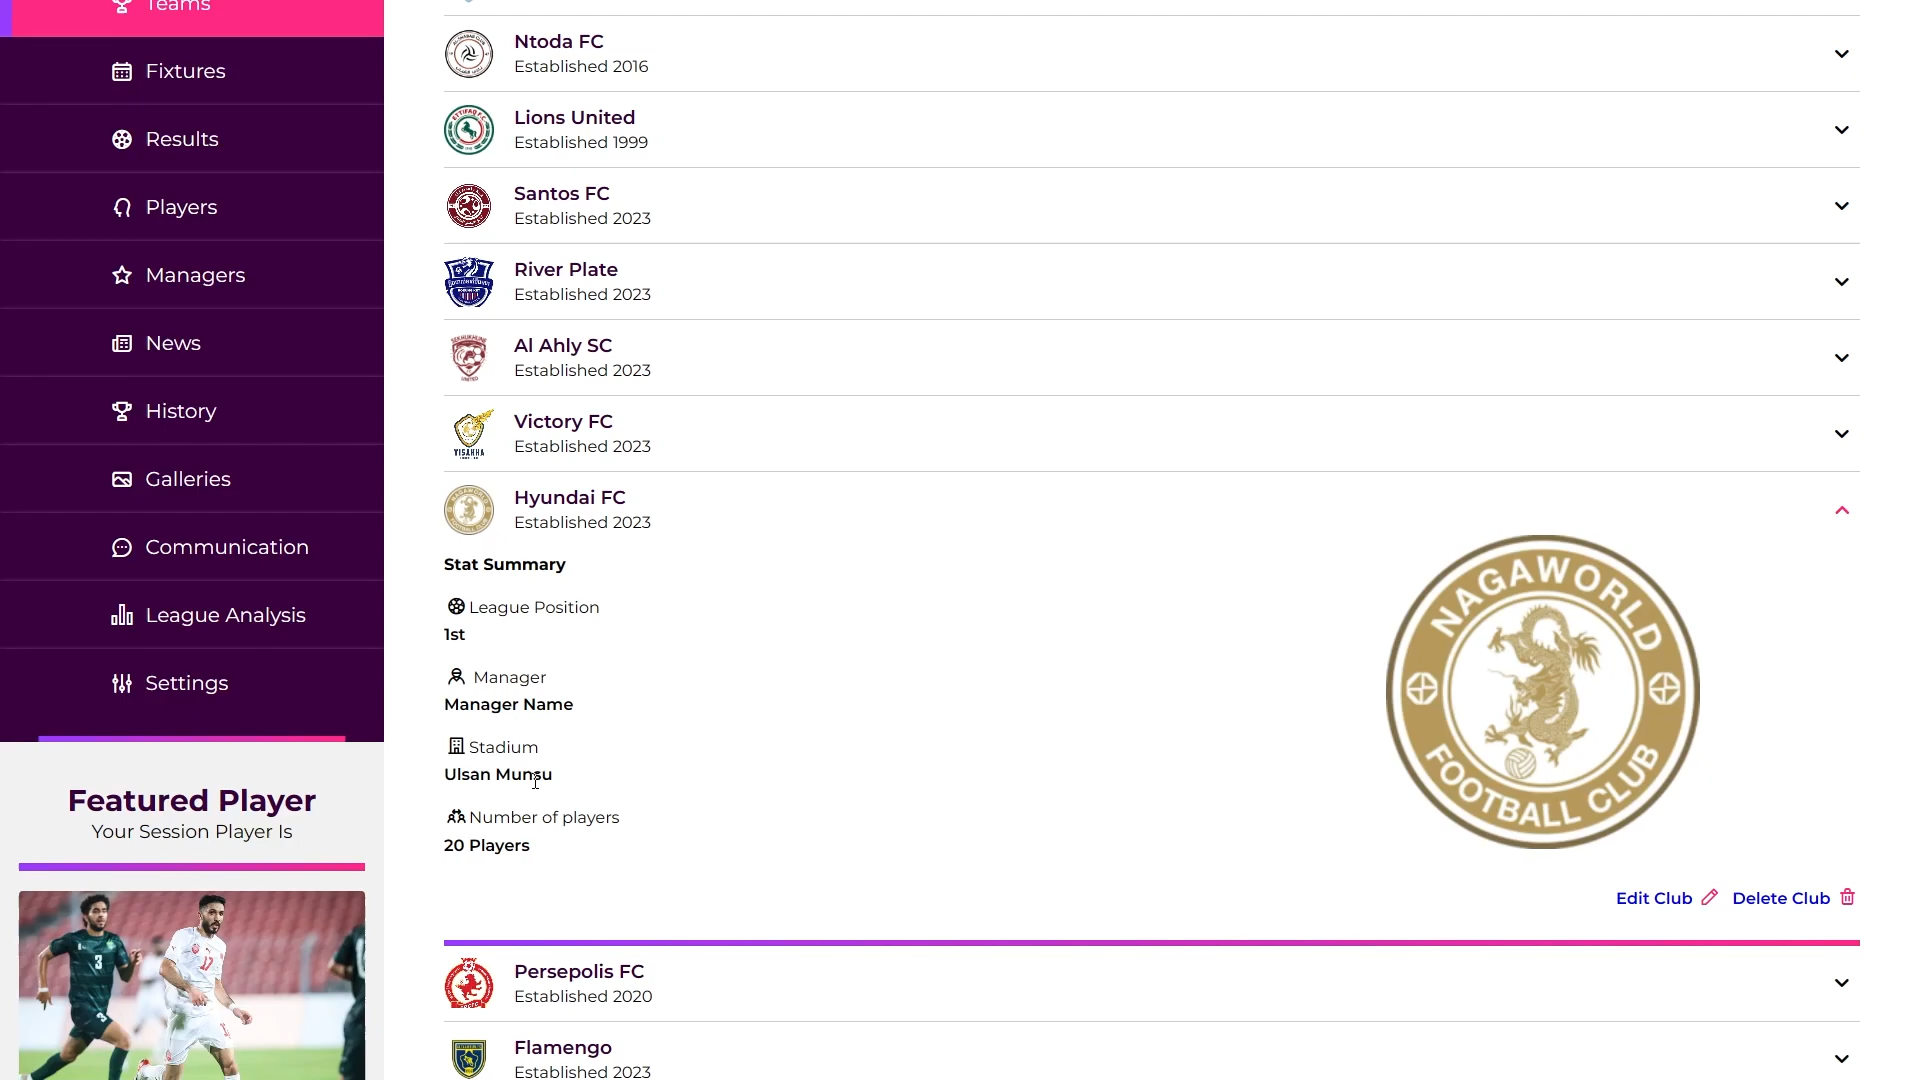 Teams
Fixtures
Results
Players
Managers
News
History
Galleries
Communication
League Analysis
Settings
Featured Player
Your Session Player Is
3
17
Ntoda FC
Established 2016
Lions United
Established 1999
Santos FC
Established 2023
River Plate
Established 2023
Al Ahly SC
Established 2023
Victory FC
Established 2023
Hyundai FC
Established 2023
Stat Summary
League Position
1st
Manager
Manager Name
Stadium
Ulsan Munsu
Number of players
20 Players
NAGAWORLD
FOOTBALL CLUB
Edit Club
Delete Club
Persepolis FC
Established 2020
Flamengo
Established 2023